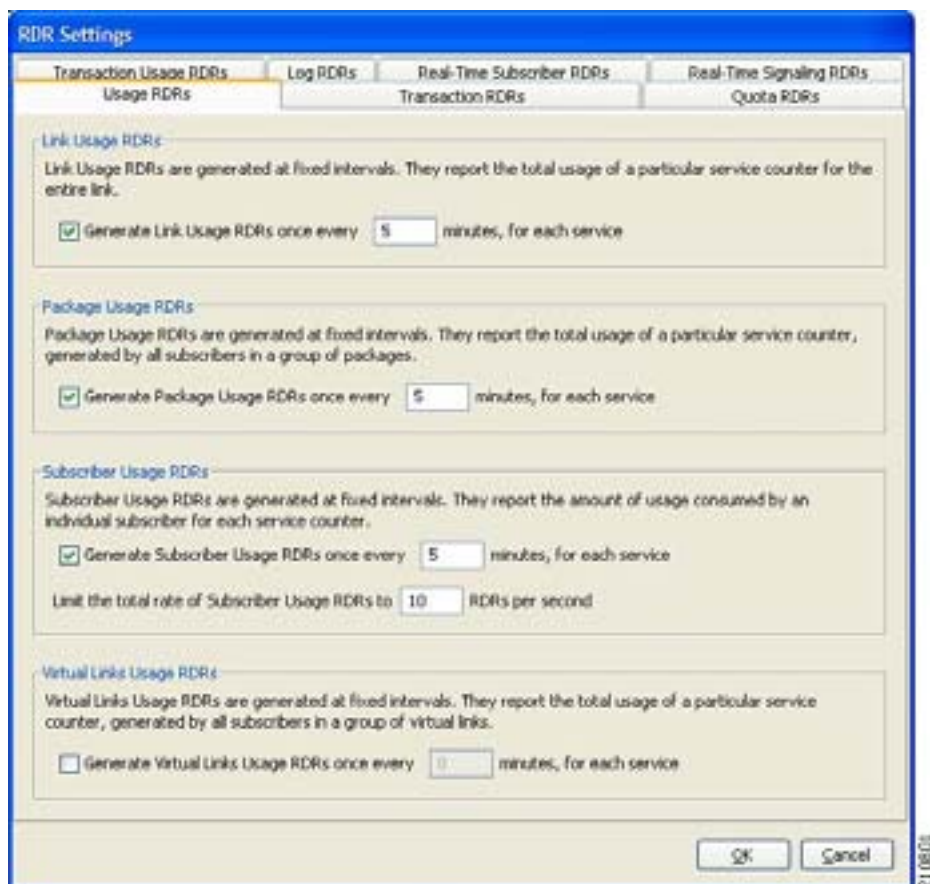 RDR Settings
Transaction Usage RDRs Log RDRs Real-Time Subscriber RDRs Real-Time Signaling RDRs
Usage RDRs Transaction RDRs Quota RDRs
Link Usage RDRs
Link Usage RDRs are generated at fixed intervals. They report the total usage of a particular service counter for the
entire link.
Generate Link Usage RDRs once every 5 minutes, for each service
Package Usage RDRs
Package Usage RDRs are generated at fixed intervals. They report the total usage of a particular service counter,
generated by all subscribers in a group of packages.
Generate Package Usage RDRs once every 5 minutes, for each service
Subscriber Usage RDRs
Subscriber Usage RDRs are generated at fixed intervals. They report the amount of usage consumed by an
individual subscriber for each service counter.
Generate Subscriber Usage RDRs once every 5 minutes, for each service
Limit the total rate of Subscriber Usage RDRs to 10 RDRs per second
Virtual Links Usage RDRs
Virtual Links Usage RDRs are generated at fixed intervals. They report the total usage of a particular service
counter, generated by all subscribers in a group of virtual links.
Generate Virtual Links Usage RDRs once every 0 minutes, for each service
OK Cancel